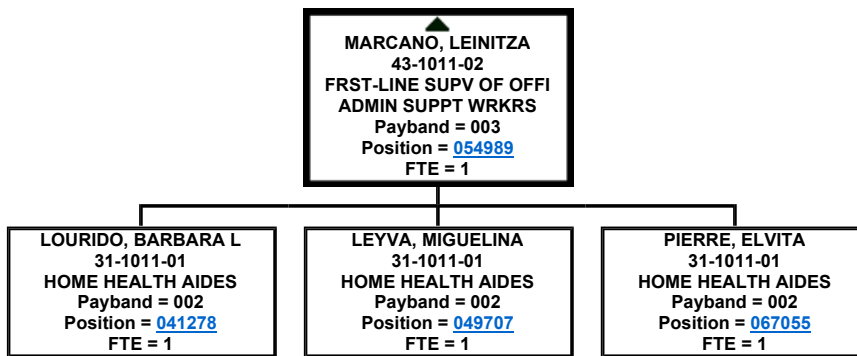 MARCANO, LEINITZA
43-1011-02
FRST-LINE SUPV OF OFFI
ADMIN SUPPT WRKRS
Payband = 003
Position = 054989
FTE = 1
LOURIDO, BARBARA L
31-1011-01
HOME HEALTH AIDES
Payband = 002
Position = 041278
FTE = 1
LEYVA, MIGUELINA
31-1011-01
HOME HEALTH AIDES
Payband = 002
Position = 049707
FTE = 1
PIERRE, ELVITA
31-1011-01
HOME HEALTH AIDES
Payband = 002
Position = 067055
FTE = 1